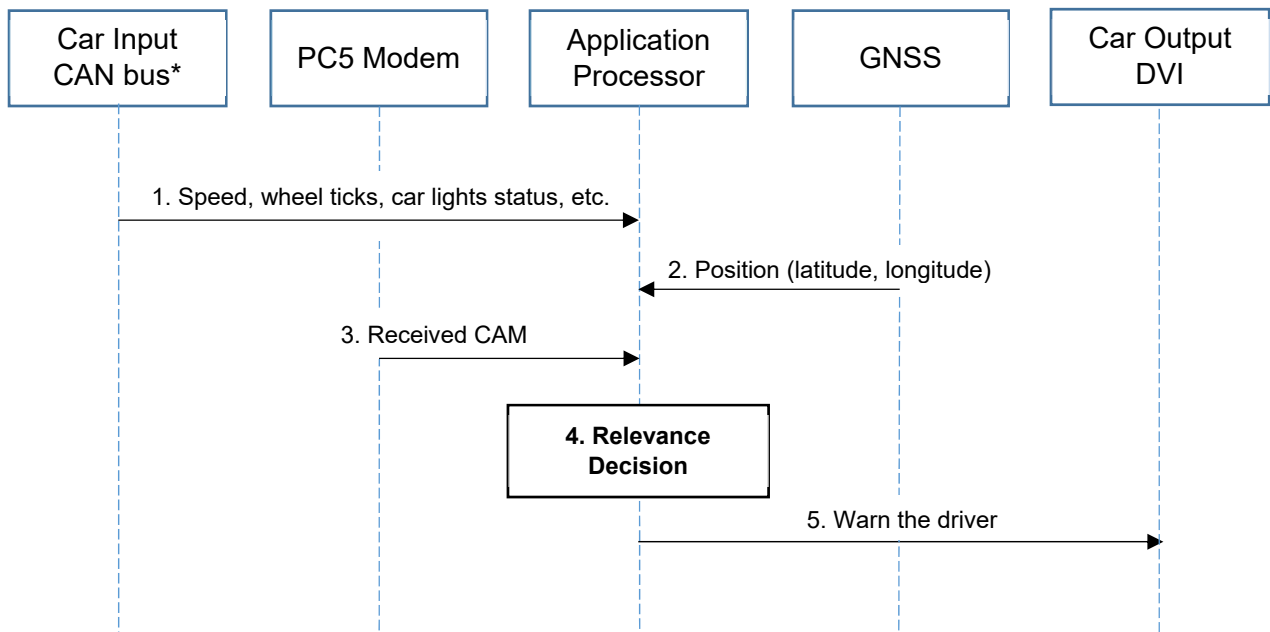 Car Input
CAN bus*
PC5 Modem
Application
Processor
GNSS
Car Output
DVI
1. Speed, wheel ticks, car lights status, etc.
2. Position (latitude, longitude)
3. Received CAM
4. Relevance
Decision
5. Warn the driver